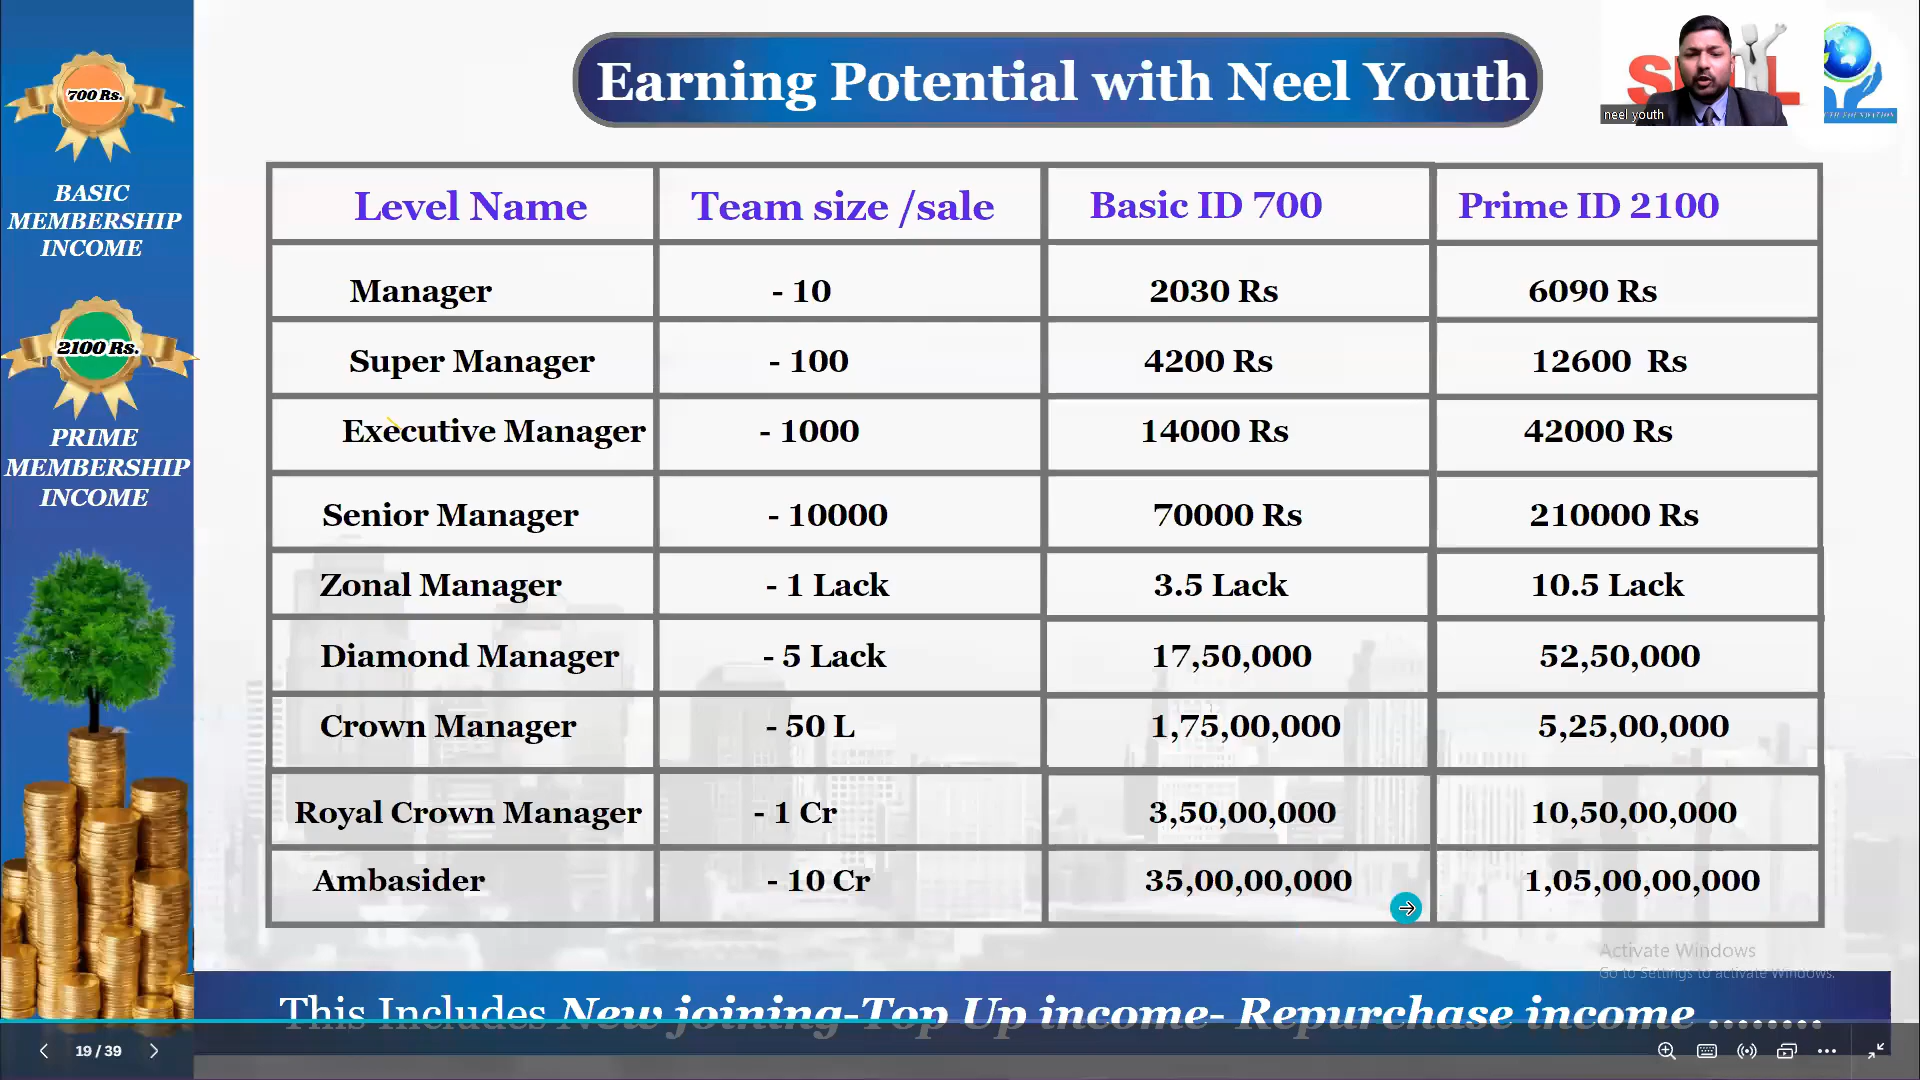 Earning Potential with Neel Youth
neel youth
700 Rs.
BASIC
MEMBERSHIP
INCOME
2100 Rs.
PRIME
MEMBERSHIP
INCOME
Level Name Team size /sale Basic ID 700 Prime ID 2100
Manager - 10 2030 Rs 6090 Rs
Super Manager - 100 4200 Rs 12600 Rs
Executive Manager - 1000 14000 Rs 42000 Rs
Senior Manager - 10000 70000 Rs 210000 Rs
Zonal Manager - 1 Lack 3.5 Lack 10.5 Lack
Diamond Manager - 5 Lack 17,50,000 52,50,000
Crown Manager - 50 L 1,75,00,000 5,25,00,000
Royal Crown Manager - 1 Cr 3,50,00,000 10,50,00,000
Ambasider - 10 Cr 35,00,00,000 1,05,00,00,000
Activate Windows
Go to Settings to activate Windows.
This Includes New joining-Top Up income- Repurchase income ........
19 / 39